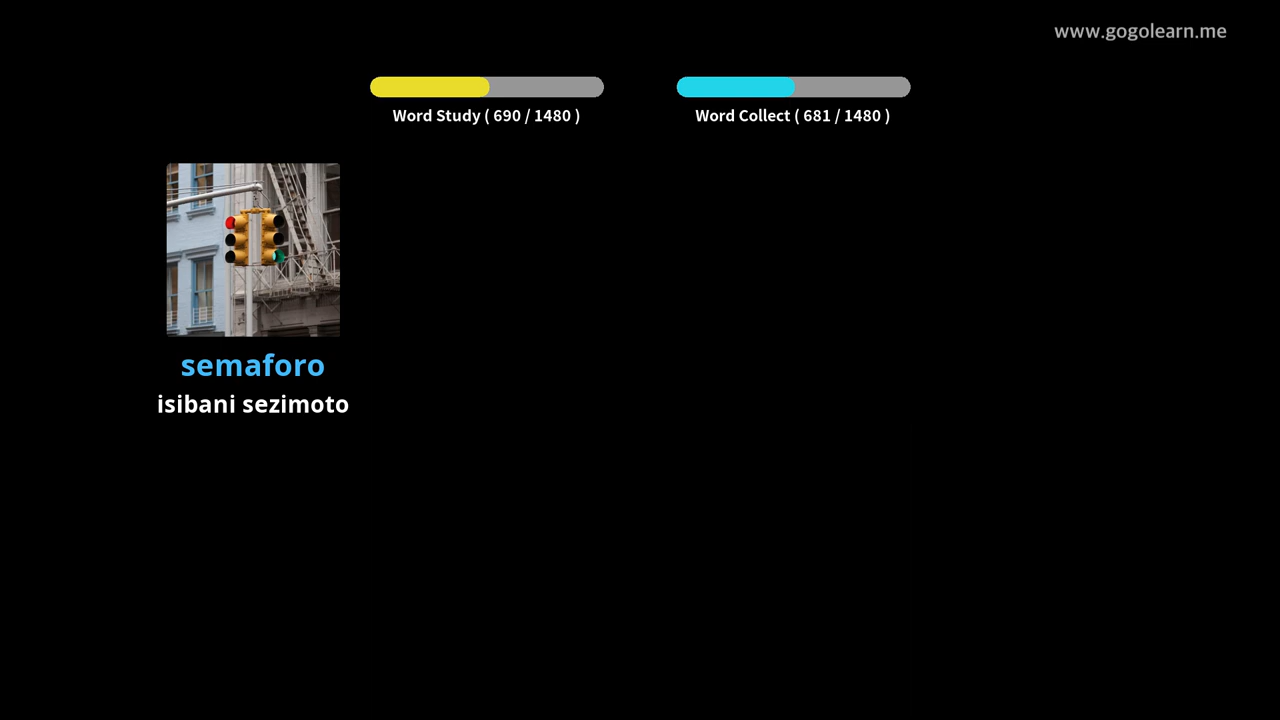 www.gogolearn.me
Word Study ( 690 / 1480 )
Word Collect ( 681 / 1480 )
semaforo
isibani sezimoto